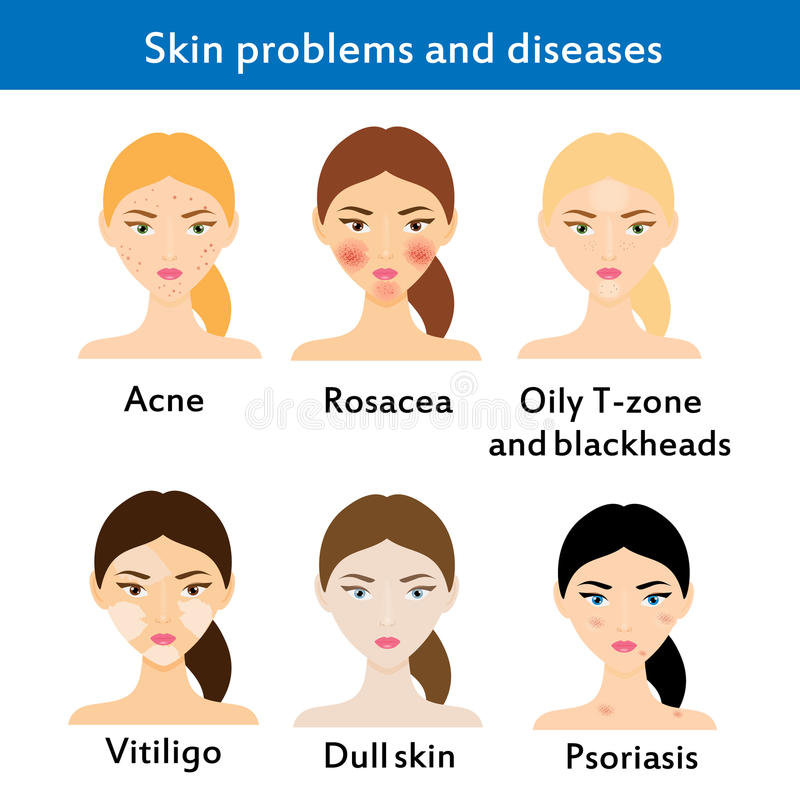 Skin problems and diseases
Acne
Rosacea
Oily T-zone
and blackheads
dreamstime.com
Vitiligo
Dull skin
Psoriasis